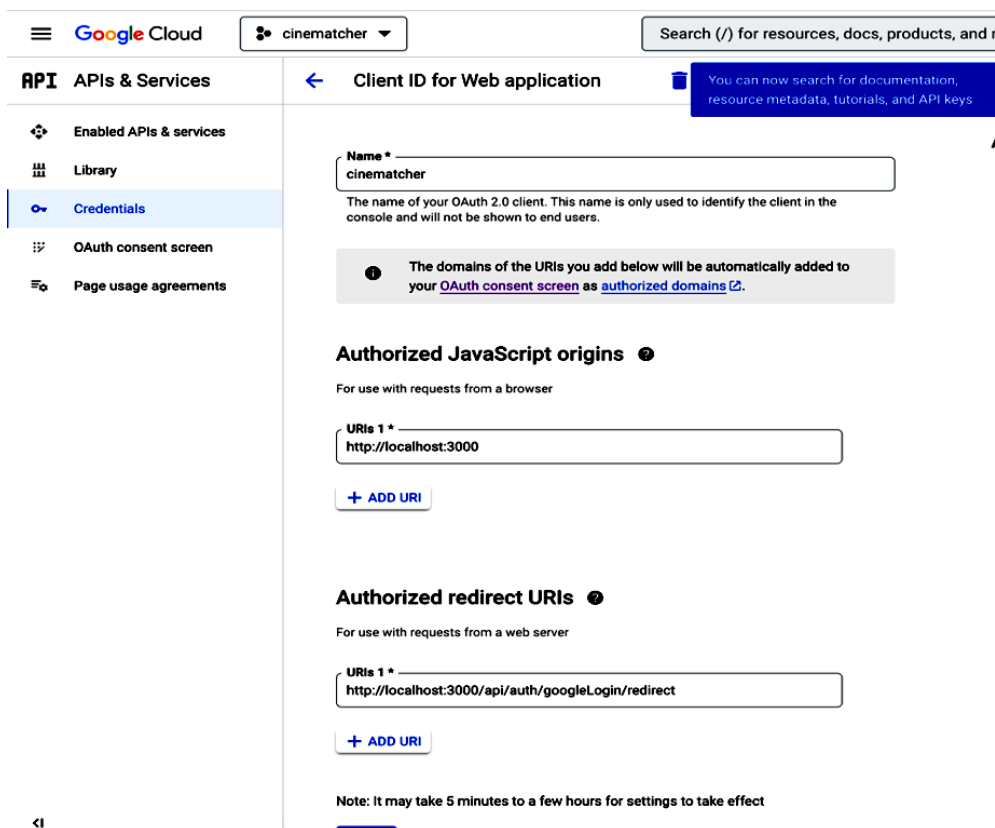 Google Cloud
cinematcher
Search (/) for resources, docs, products, and
API APIs & Services
Client ID for Web application
You can now search for documentation,
resource metadata, tutorials, and API keys
Enabled APIs & services
Library
Credentials
OAuth consent screen
Page usage agreements
Name *
cinematcher
The name of your OAuth 2.0 client. This name is only used to identify the client in the
console and will not be shown to end users.
The domains of the URIs you add below will be automatically added to
your OAuth consent screen as authorized domains.
Authorized JavaScript origins
For use with requests from a browser
URIs 1 *
http://localhost:3000
+ ADD URI
Authorized redirect URIs
For use with requests from a web server
URIs 1 *
http://localhost:3000/api/auth/googleLogin/redirect
+ ADD URI
Note: It may take 5 minutes to a few hours for settings to take effect